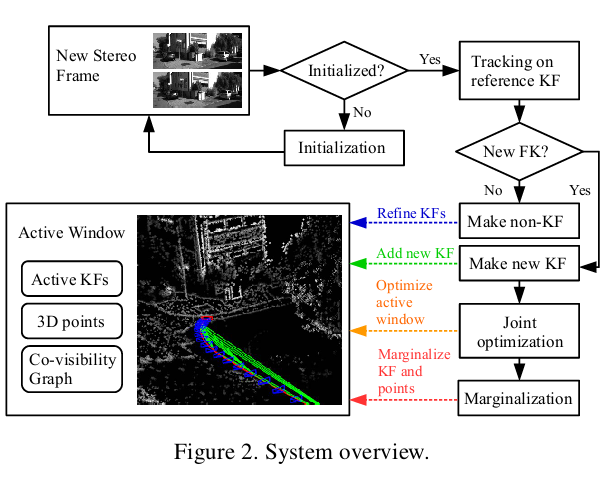 New Stereo
Frame
Initialized?
Yes
Tracking on
reference KF
No
Initialization
New FK?
No
Yes
Refine KFs
Make non-KF
Active Window
Add new KF
Make new KF
Active KFs
Optimize
active
window
3D points
Joint
optimization
Co-visibility
Graph
Marginalize
KF and
points
Marginalization
Figure 2. System overview.